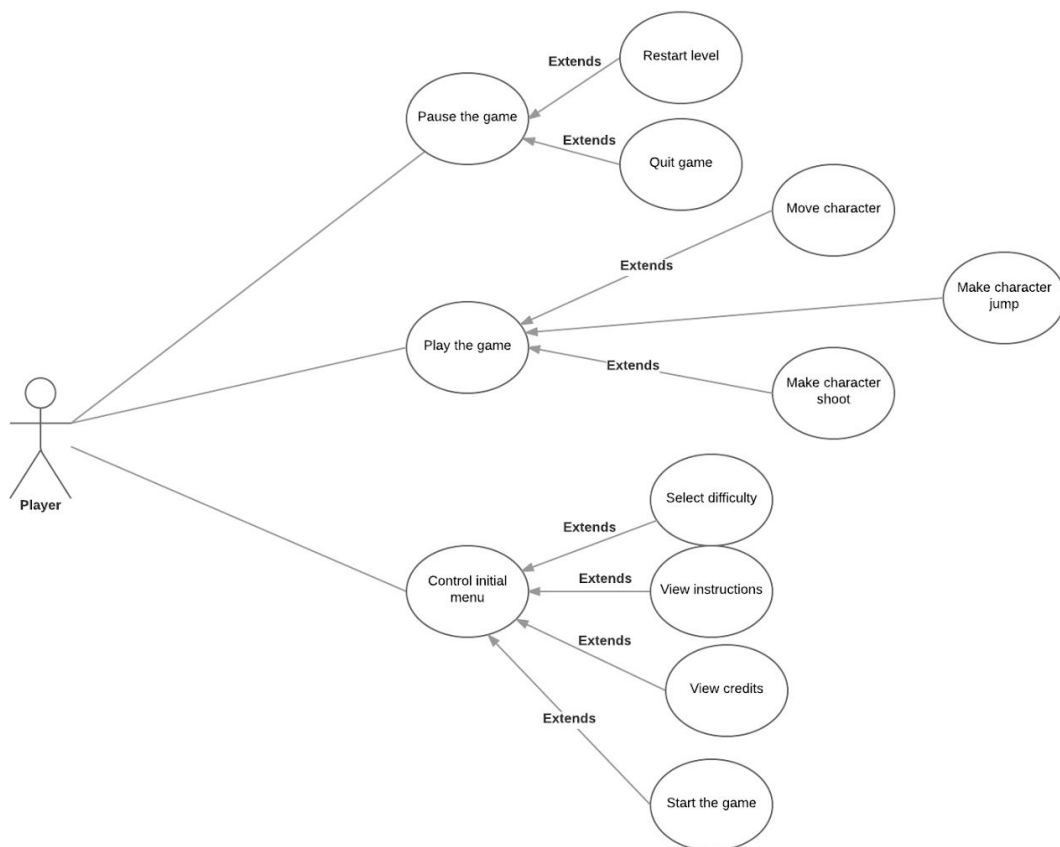 Restart level
Extends
Pause the game
Extends
Quit game
Move character
Extends
Make character
jump
Play the game
Extends
Make character
shoot
Player
Select difficulty
Extends
Control initial
menu
Extends
View instructions
Extends
View credits
Extends
Start the game